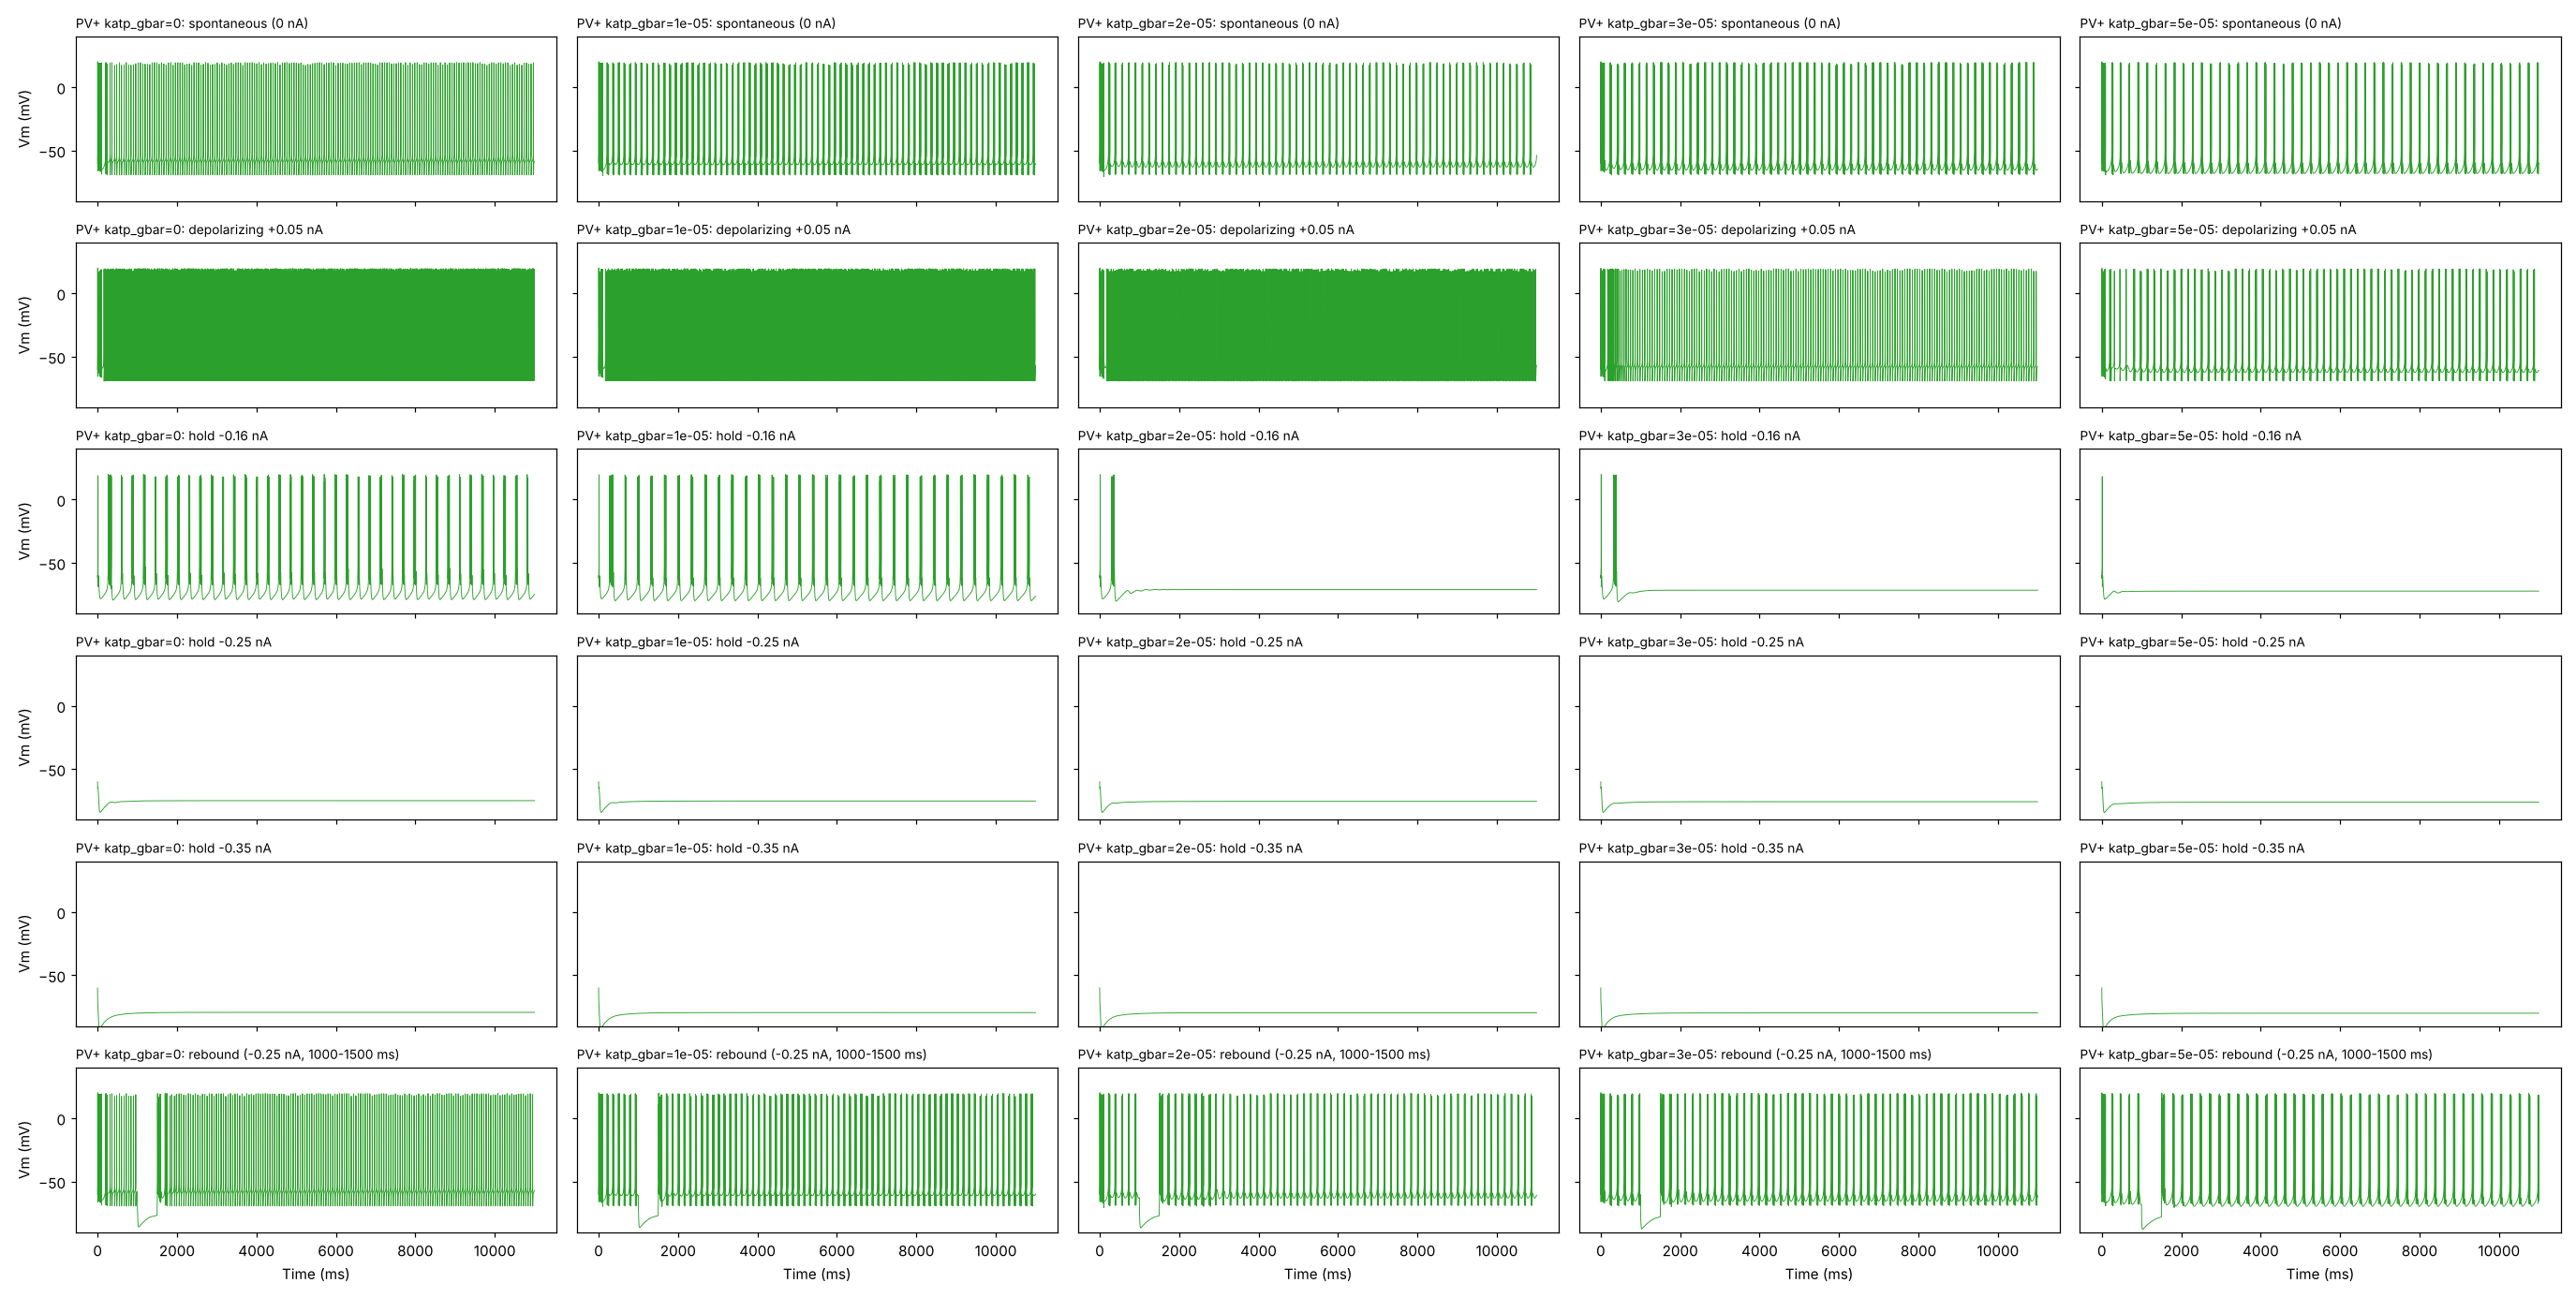 PV+ katp_gbar=0: spontaneous (0 nA)
PV+ katp_gbar=1e-05: spontaneous (0 nA)
PV+ katp_gbar=2e-05: spontaneous (0 nA)
PV+ katp_gbar=3e-05: spontaneous (0 nA)
PV+ katp_gbar=5e-05: spontaneous (0 nA)
Vm (mV)
0
−50
PV+ katp_gbar=0: depolarizing +0.05 nA
PV+ katp_gbar=1e-05: depolarizing +0.05 nA
PV+ katp_gbar=2e-05: depolarizing +0.05 nA
PV+ katp_gbar=3e-05: depolarizing +0.05 nA
PV+ katp_gbar=5e-05: depolarizing +0.05 nA
Vm (mV)
0
−50
PV+ katp_gbar=0: hold -0.16 nA
PV+ katp_gbar=1e-05: hold -0.16 nA
PV+ katp_gbar=2e-05: hold -0.16 nA
PV+ katp_gbar=3e-05: hold -0.16 nA
PV+ katp_gbar=5e-05: hold -0.16 nA
Vm (mV)
0
−50
PV+ katp_gbar=0: hold -0.25 nA
PV+ katp_gbar=1e-05: hold -0.25 nA
PV+ katp_gbar=2e-05: hold -0.25 nA
PV+ katp_gbar=3e-05: hold -0.25 nA
PV+ katp_gbar=5e-05: hold -0.25 nA
Vm (mV)
0
−50
PV+ katp_gbar=0: hold -0.35 nA
PV+ katp_gbar=1e-05: hold -0.35 nA
PV+ katp_gbar=2e-05: hold -0.35 nA
PV+ katp_gbar=3e-05: hold -0.35 nA
PV+ katp_gbar=5e-05: hold -0.35 nA
Vm (mV)
0
−50
PV+ katp_gbar=0: rebound (-0.25 nA, 1000-1500 ms)
PV+ katp_gbar=1e-05: rebound (-0.25 nA, 1000-1500 ms)
PV+ katp_gbar=2e-05: rebound (-0.25 nA, 1000-1500 ms)
PV+ katp_gbar=3e-05: rebound (-0.25 nA, 1000-1500 ms)
PV+ katp_gbar=5e-05: rebound (-0.25 nA, 1000-1500 ms)
Vm (mV)
0
−50
0 2000 4000 6000 8000 10000
0 2000 4000 6000 8000 10000
0 2000 4000 6000 8000 10000
0 2000 4000 6000 8000 10000
0 2000 4000 6000 8000 10000
Time (ms)
Time (ms)
Time (ms)
Time (ms)
Time (ms)